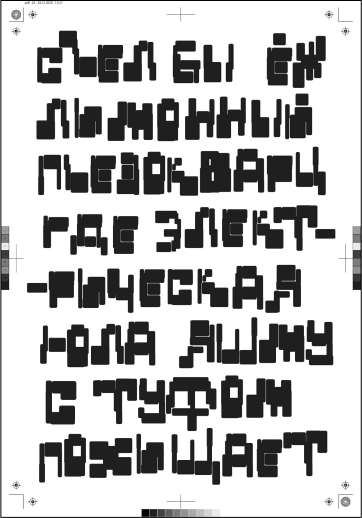 съел бы ёж
лимонный
пьезокварц
где элект-
-рическая
юла яшму
с туфом
похищает